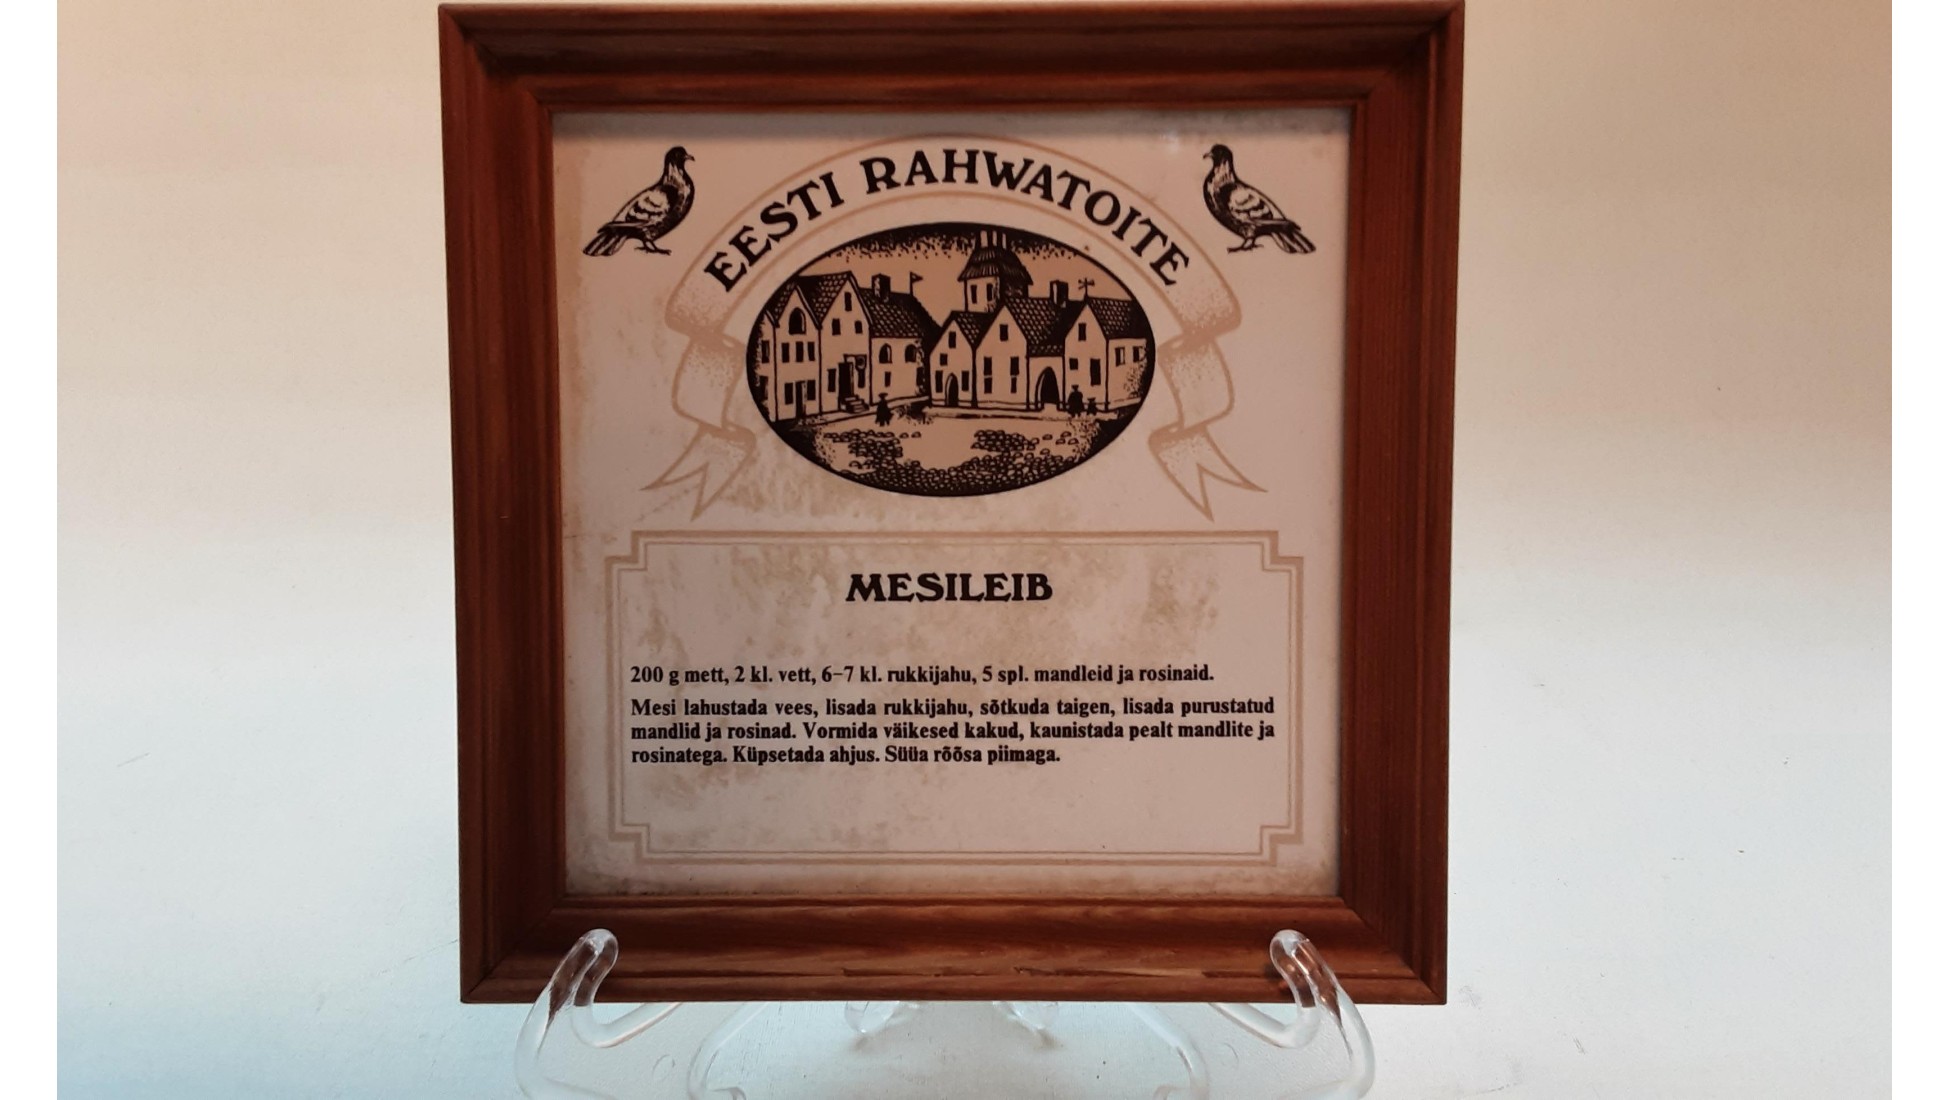 EESTI RAHWATOITE
MESILEIB
200 g mett, 2 kl. vett, 6–7 kl. rukkijahu, 5 spl. mandleid ja rosinaid.
Mesi lahustada vees, lisada rukkijahu, sõtkuda taigen, lisada purustatud
mandlid ja rosinad. Vormida väikesed kakud, kaunistada pealt mandlite ja
rosinatega. Küpsetada ahjus. Süüa rõõsa piimaga.